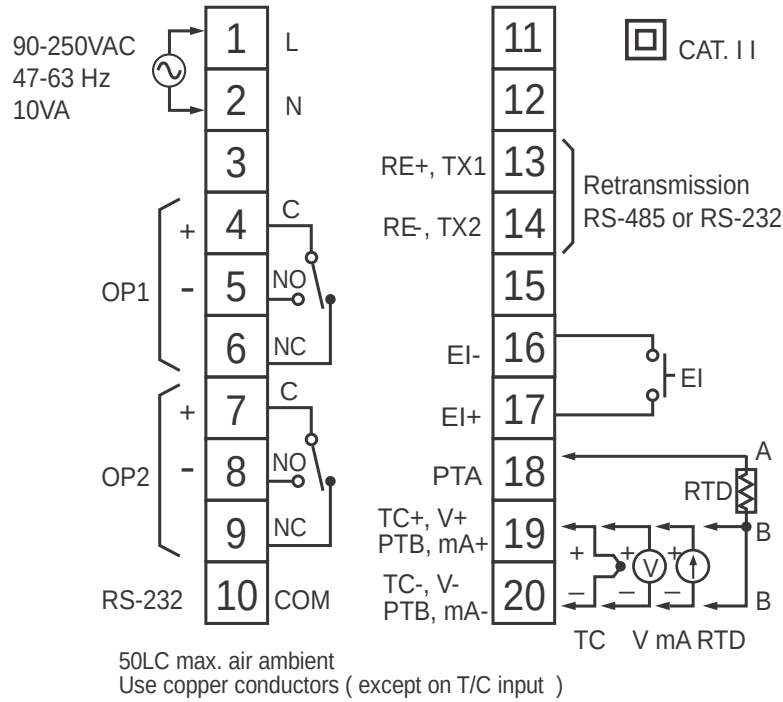 90-250VAC
47-63 Hz
10VA
1 L
2 N
3
4 C
+
OP1
5 NO
-
6 NC
7 C
+
OP2
8 NO
-
9 NC
RS-232 10 COM
11
CAT. I I
12
RE+, TX1 13
Retransmission
RS-485 or RS-232
RE-, TX2 14
15
EI- 16
EI
EI+ 17
PTA 18
A
RTD
TC+, V+
PTB, mA+ 19
B
+ + +
V
TC-, V-
PTB, mA- 20
– – –
B
TC V mA RTD
50LC max. air ambient
Use copper conductors ( except on T/C input )